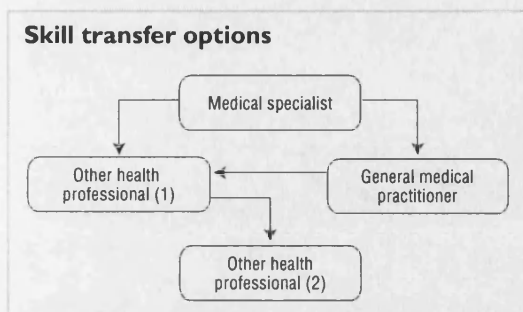 Skill transfer options
Medical specialist
Other health
professional (1)
General medical
practitioner
Other health
professional (2)